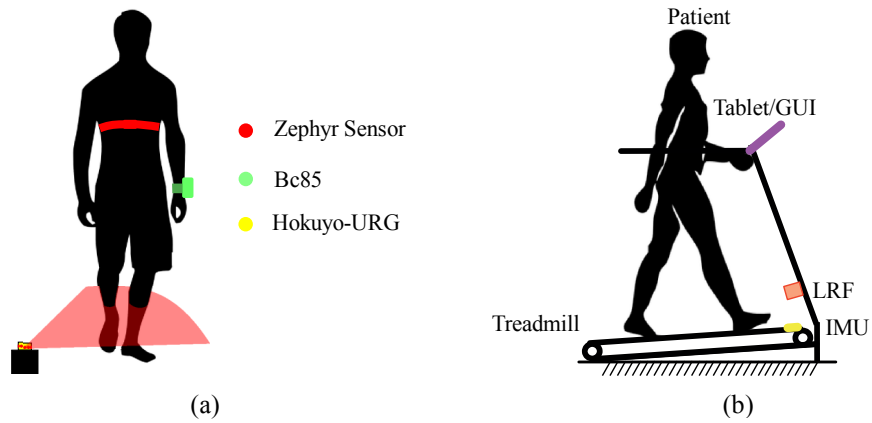 Zephyr Sensor
Bc85
Hokuyo-URG
(a)
Patient
Tablet/GUI
LRF
Treadmill
IMU
(b)